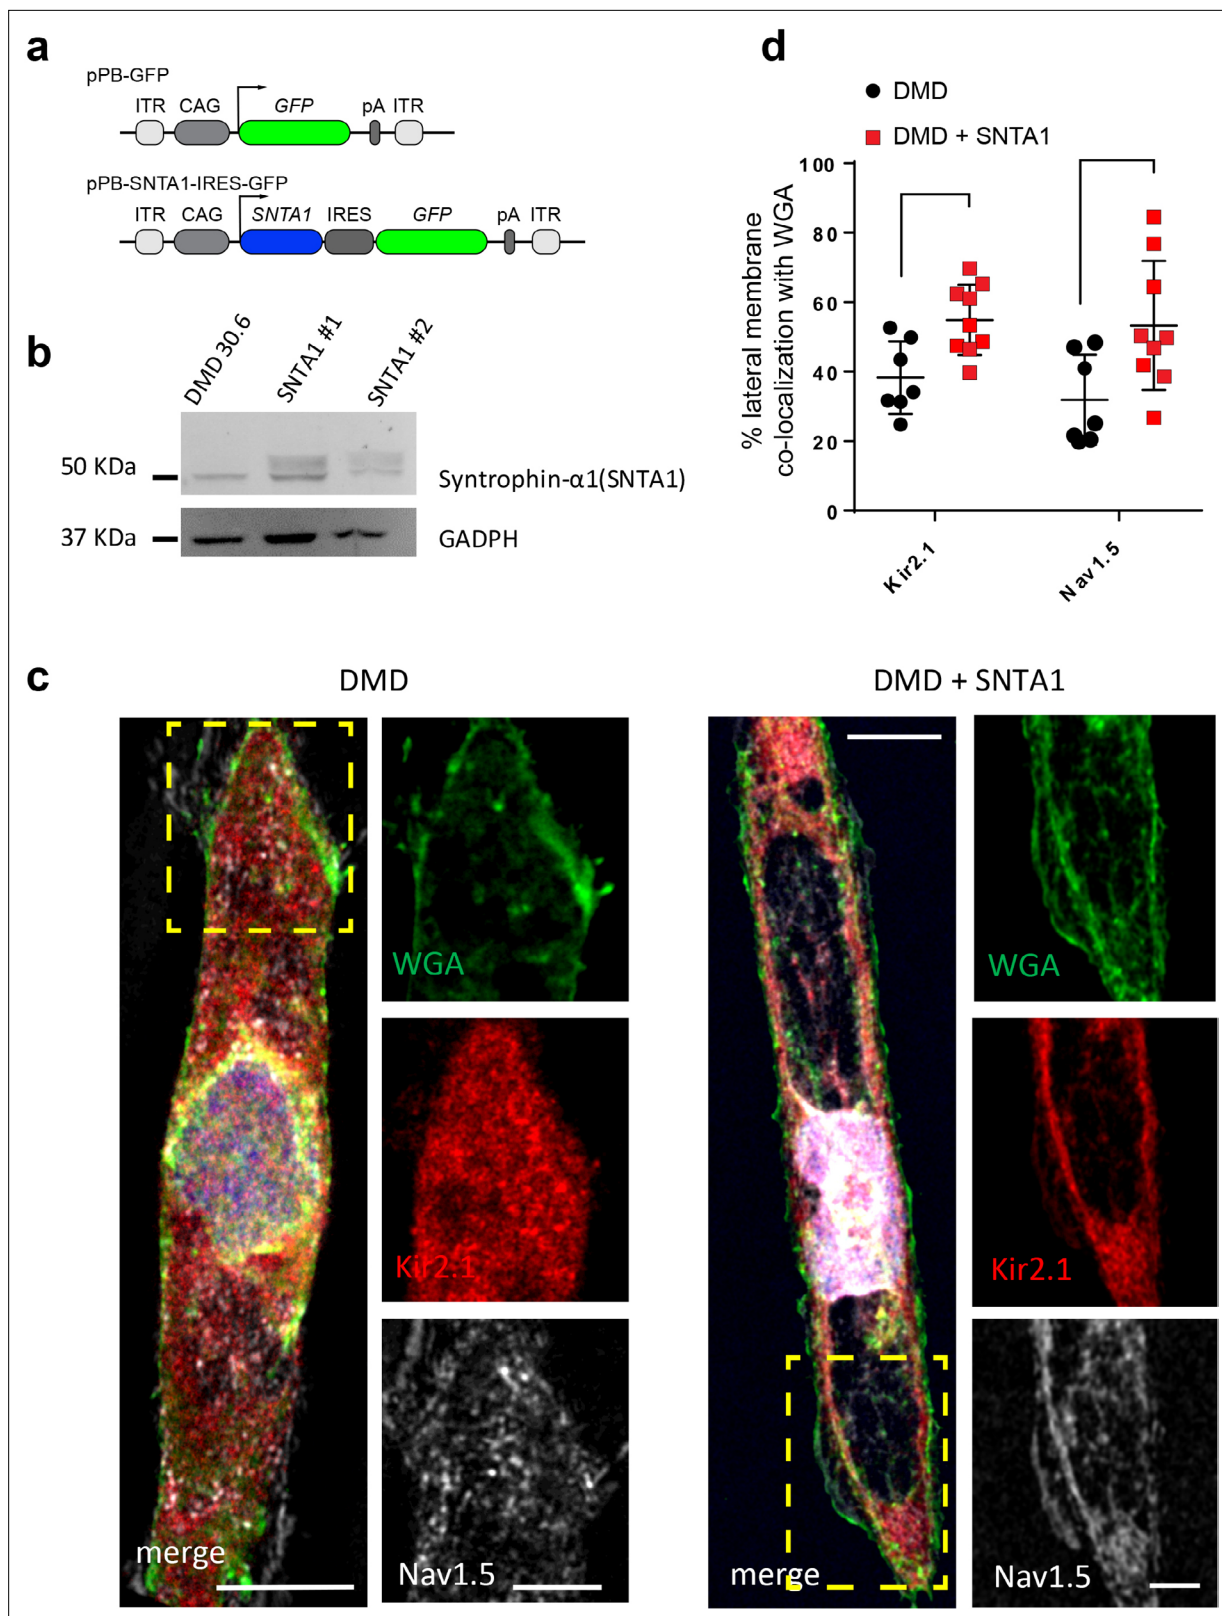 a
pPB-GFP
ITR CAG GFP pA ITR
pPB-SNTA1-IRES-GFP
ITR CAG SNTA1 IRES GFP pA ITR
b
DMD 30.6 SNTA1 #1 SNTA1 #2
50 KDa
Syntrophin-α1(SNTA1)
37 KDa
GADPH
d
DMD
DMD + SNTA1
% lateral membrane
co-localization with WGA
100
80
60
40
20
0
Kir2.1 Nav1.5
c
DMD
WGA
Kir2.1
merge
Nav1.5
DMD + SNTA1
WGA
Kir2.1
merge
Nav1.5